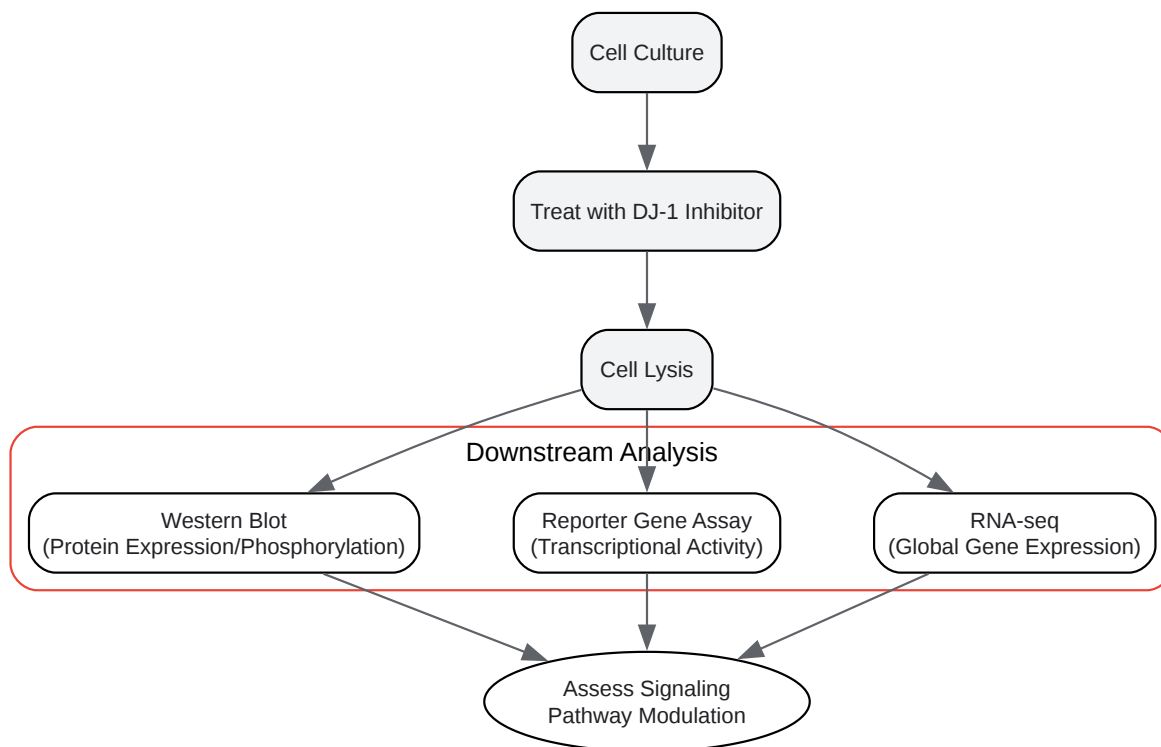 Cell Culture
Treat with DJ-1 Inhibitor
Cell Lysis
Downstream Analysis
Western Blot
(Protein Expression/Phosphorylation)
Reporter Gene Assay
(Transcriptional Activity)
RNA-seq
(Global Gene Expression)
Assess Signaling
Pathway Modulation